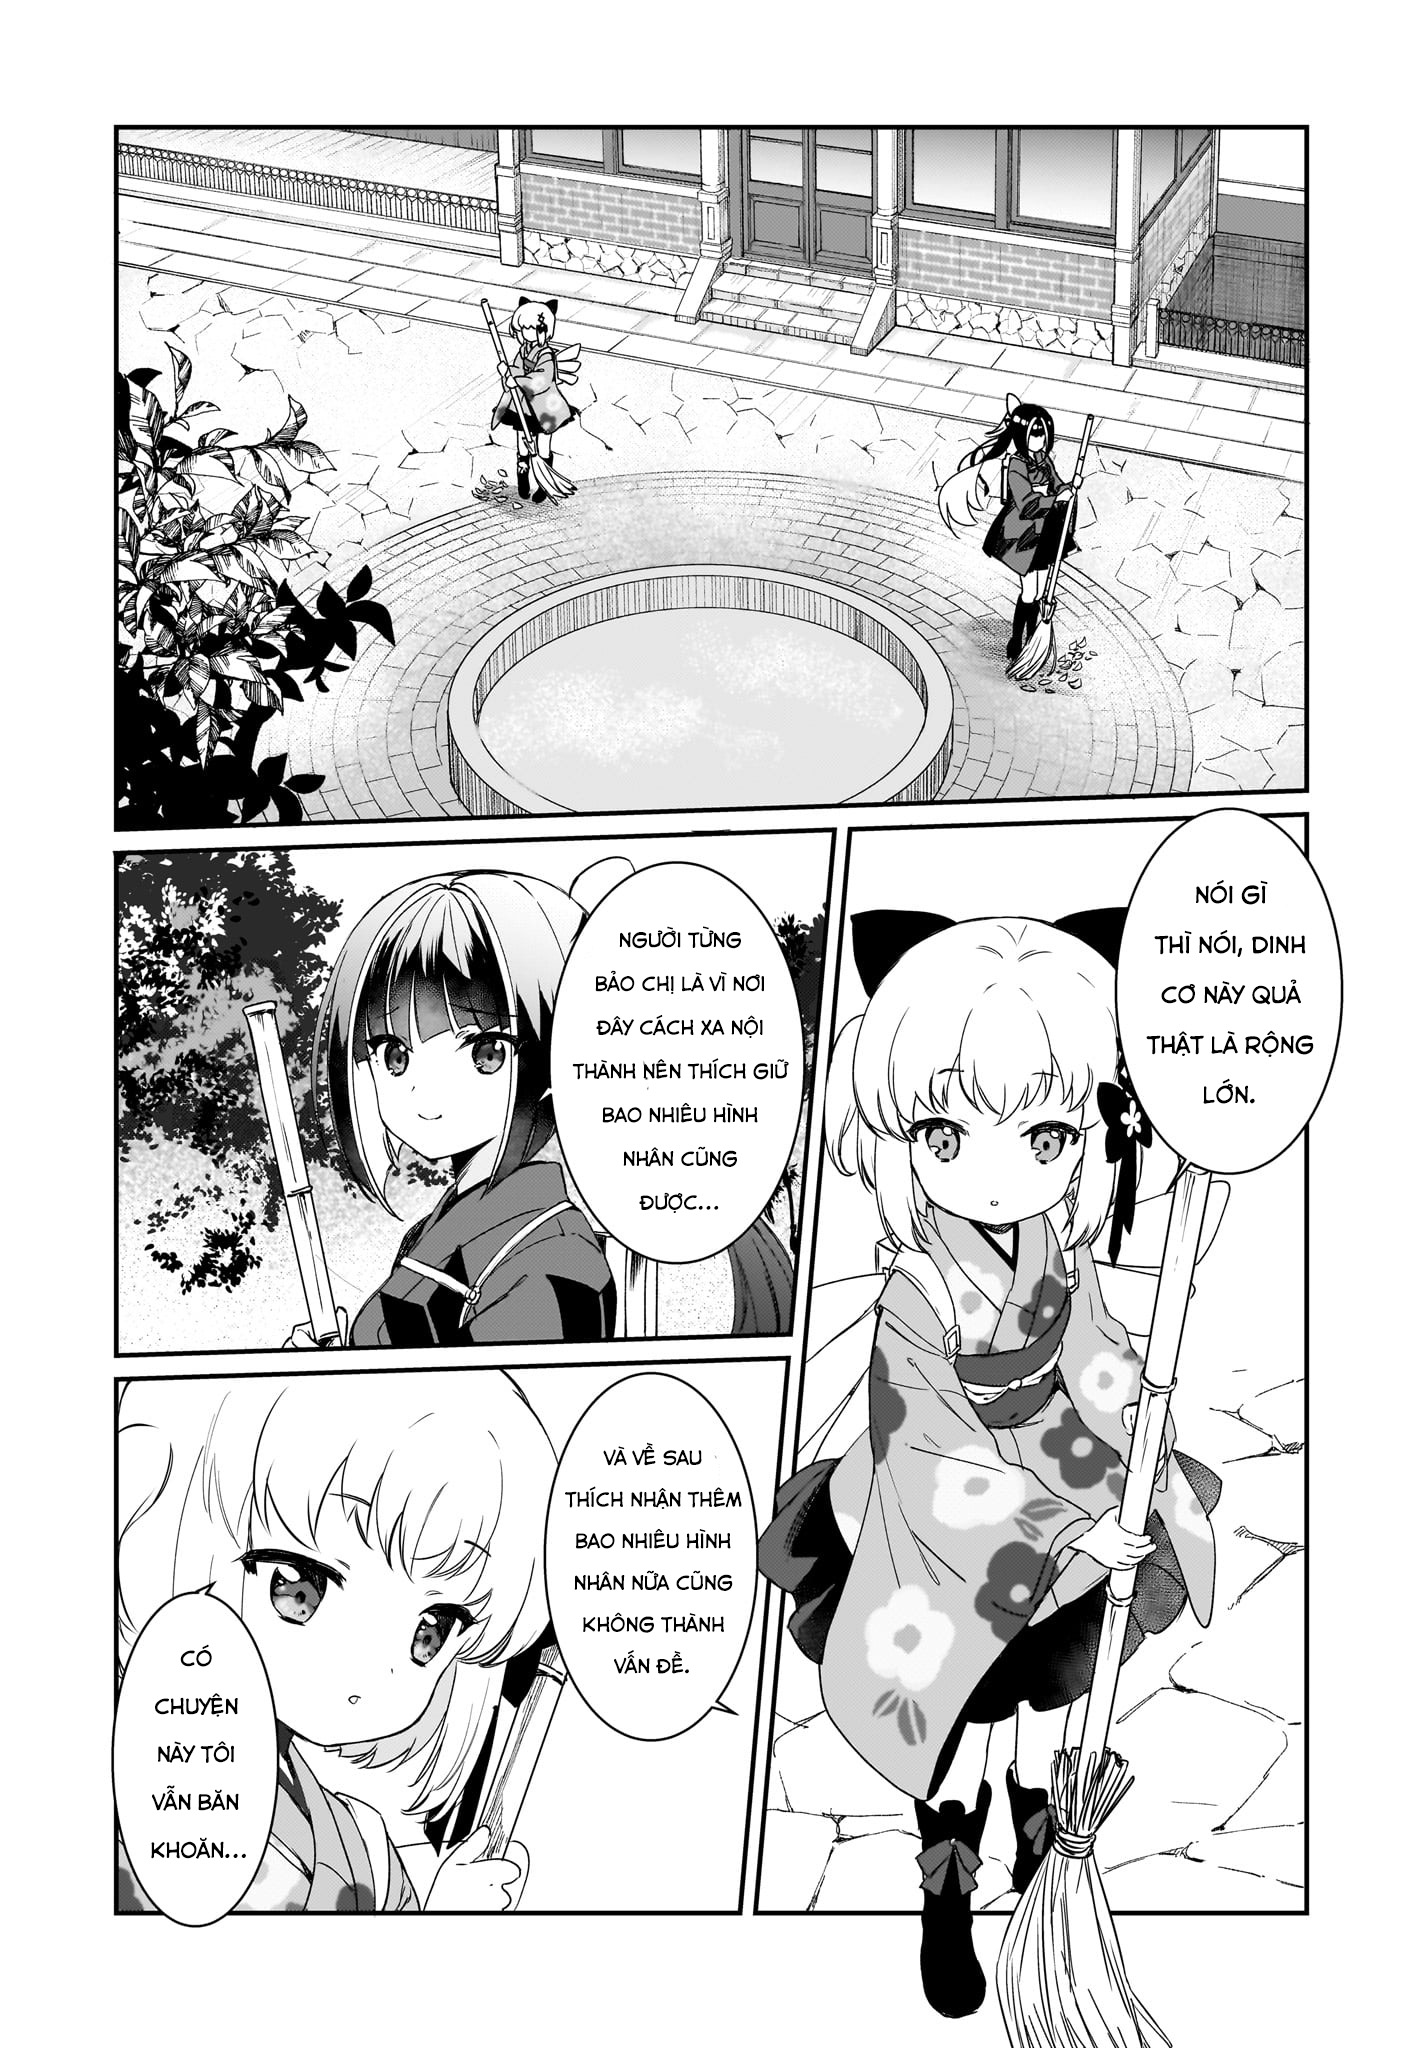 NÓI GÌ
THÌ NÓI, DINH
CƠ NÀY QUẢ
THẬT LÀ RỘNG
LỚN.
NGƯỜI TỪNG
BẢO CHỊ LÀ VÌ NƠI
ĐÂY CÁCH XA NỘI
THÀNH NÊN THÍCH GIỮ
BAO NHIÊU HÌNH
NHÂN CŨNG
ĐƯỢC...
VÀ VỀ SAU
THÍCH NHẬN THÊM
BAO NHIÊU HÌNH
NHÂN NỮA CŨNG
KHÔNG THÀNH
VẤN ĐỀ.
CÓ
CHUYỆN
NÀY TÔI
VẪN BĂN
KHOĂN...